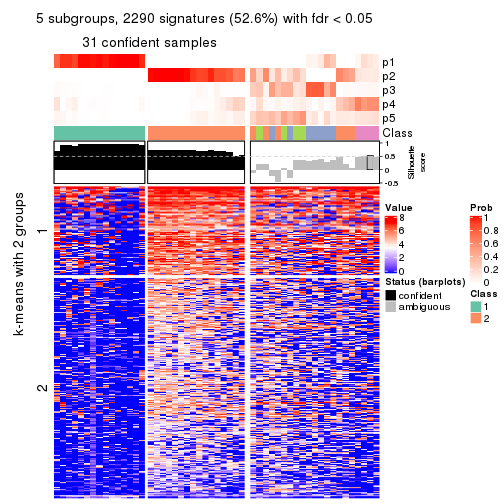 5 subgroups, 2290 signatures (52.6%) with fdr < 0.05
31 confident samples
p1
p2
p3
p4
p5
Class
1
0.5
0
-0.5
Silhouette
score
k-means with 2 groups
1
2
Value
8
6
4
2
0
Status (barplots)
confident
ambiguous
Prob
1
0.8
0.6
0.4
0.2
0
Class
1
2